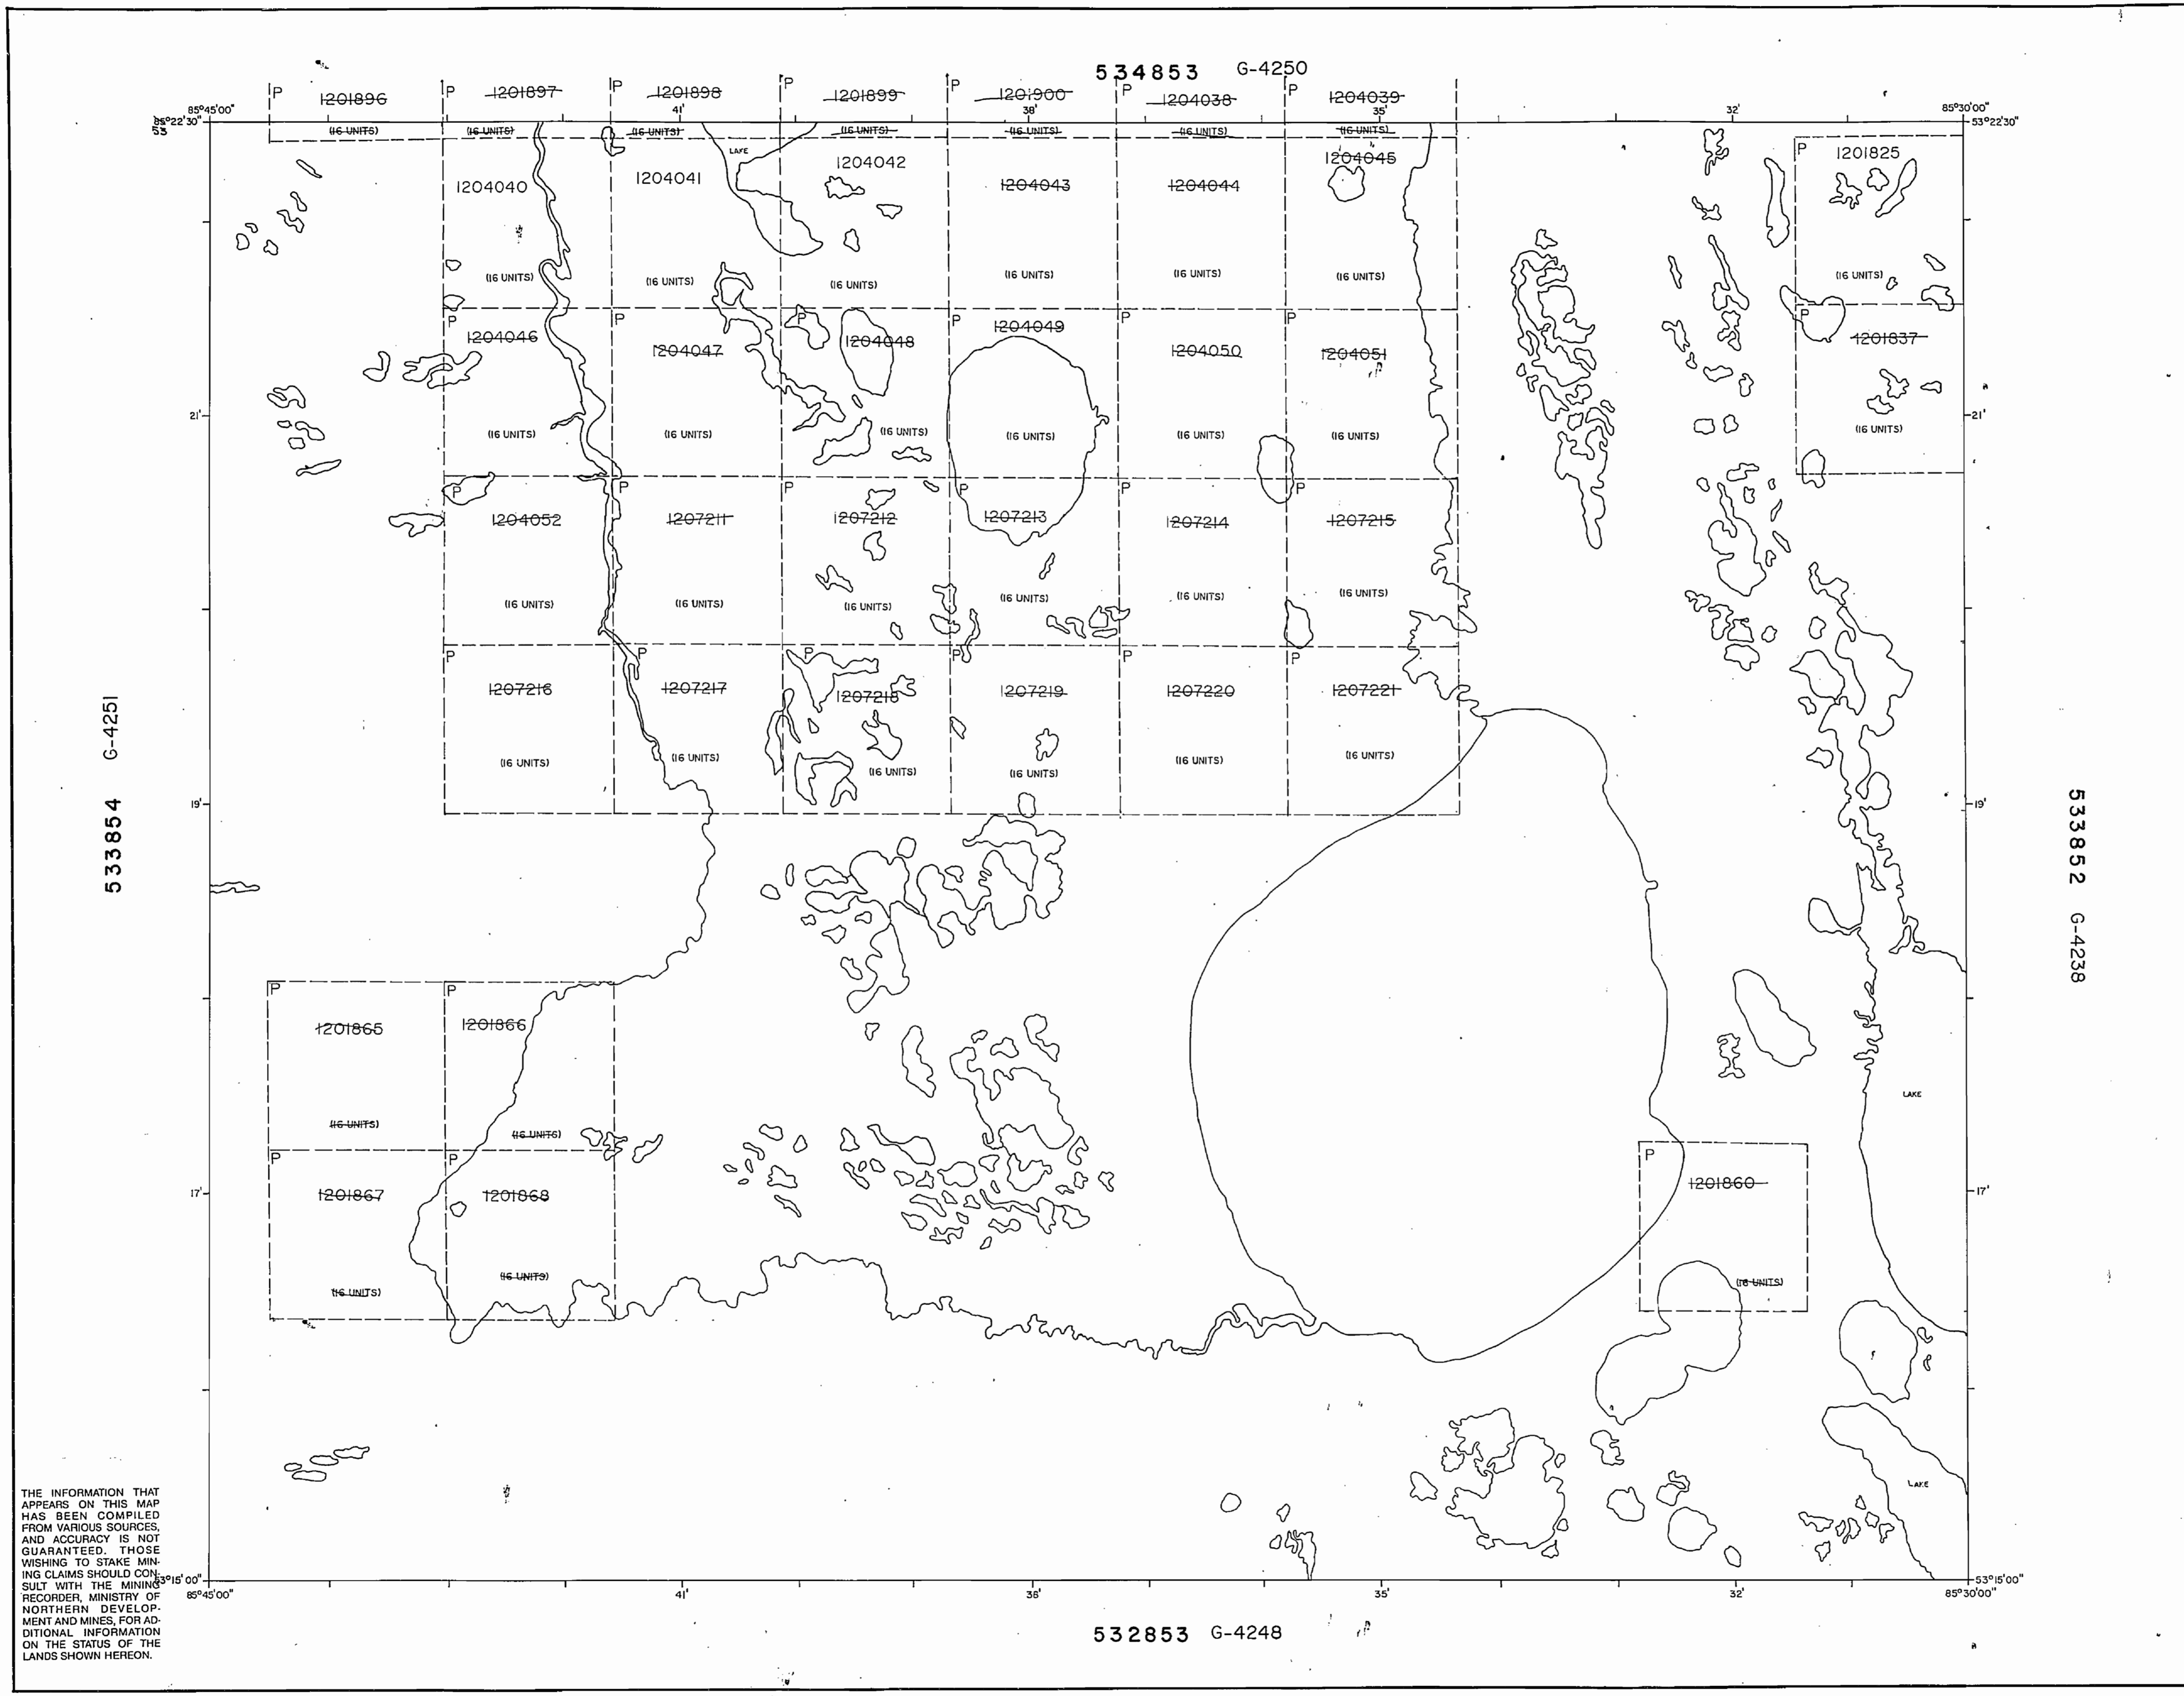 534853 G-4250
P 1201896 P 1201897 P 1201898 P 1201899 P 1201900 P 1204038 P 1204039
85°45'00" 41' 38' 35' 32' 85°30'00"
53°22'30"
(16 UNITS) (16 UNITS) (16 UNITS) (16 UNITS) (16 UNITS) (16 UNITS) (16 UNITS)
LAKE
P 1201825
1204040 1204041 1204042 1204043 1204044 1204045
(16 UNITS) (16 UNITS) (16 UNITS) (16 UNITS) (16 UNITS) (16 UNITS) (16 UNITS)
P P P P P P P
1204046 1204047 1204048 1204049 1204050 1204051 1201837
21' 21'
(16 UNITS) (16 UNITS) (16 UNITS) (16 UNITS) (16 UNITS) (16 UNITS) (16 UNITS)
P P P P P P
1204052 1207211 1207212 1207213 1207214 1207215
(16 UNITS) (16 UNITS) (16 UNITS) (16 UNITS) (16 UNITS) (16 UNITS)
P P P P P P
1207216 1207217 1207218 1207219 1207220 1207221
(16 UNITS) (16 UNITS) (16 UNITS) (16 UNITS) (16 UNITS) (16 UNITS)
19' 19'
533854 G-4251
533852 G-4238
P P
1201865 1201866
LAKE
(16 UNITS) (16 UNITS)
P P P
1201867 1201868 1201860
17' 17'
(16 UNITS) (16 UNITS) (16 UNITS)
LAKE
THE INFORMATION THAT
APPEARS ON THIS MAP
HAS BEEN COMPILED
FROM VARIOUS SOURCES,
AND ACCURACY IS NOT
GUARANTEED. THOSE
WISHING TO STAKE MIN-
ING CLAIMS SHOULD CON-
SULT WITH THE MINING
RECORDER, MINISTRY OF
NORTHERN DEVELOP-
MENT AND MINES, FOR AD-
DITIONAL INFORMATION
ON THE STATUS OF THE
LANDS SHOWN HEREON.
53°15'00" 53°15'00"
85°45'00" 41' 38' 35' 32' 85°30'00"
532853 G-4248